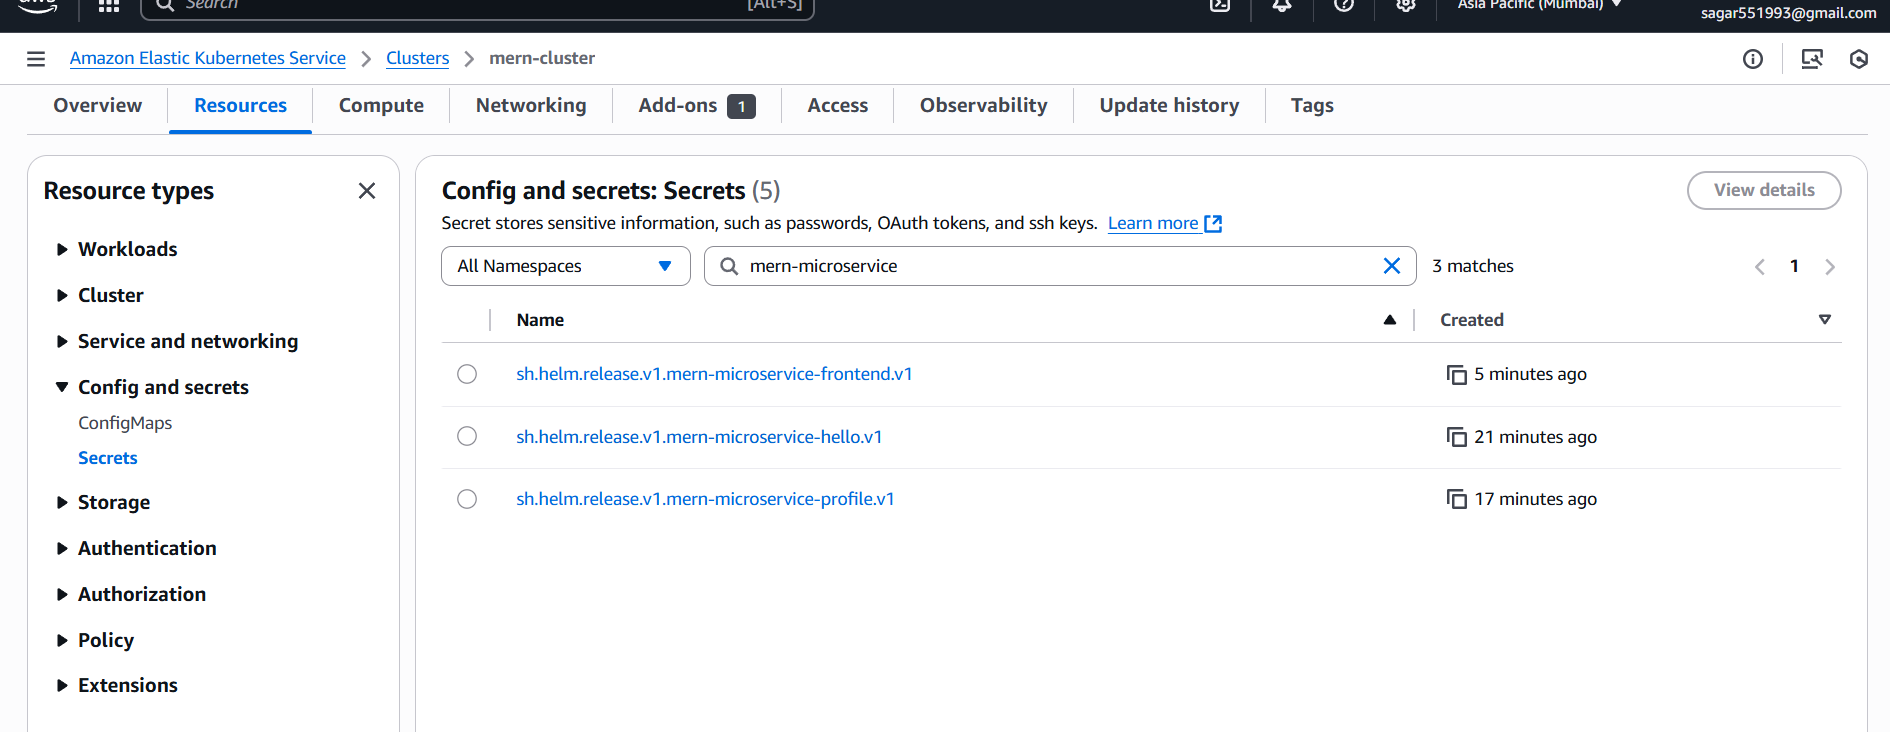 aws
Search
[Alt+S]
Asia Pacific (Mumbai)
sagar551993@gmail.com
Amazon Elastic Kubernetes Service
Clusters
mern-cluster
Overview
Resources
Compute
Networking
Add-ons 1
Access
Observability
Update history
Tags
Resource types
Workloads
Cluster
Service and networking
Config and secrets
ConfigMaps
Secrets
Storage
Authentication
Authorization
Policy
Extensions
Config and secrets: Secrets (5)
View details
Secret stores sensitive information, such as passwords, OAuth tokens, and ssh keys. Learn more
All Namespaces
mern-microservice
3 matches
1
Name
Created
sh.helm.release.v1.mern-microservice-frontend.v1
5 minutes ago
sh.helm.release.v1.mern-microservice-hello.v1
21 minutes ago
sh.helm.release.v1.mern-microservice-profile.v1
17 minutes ago